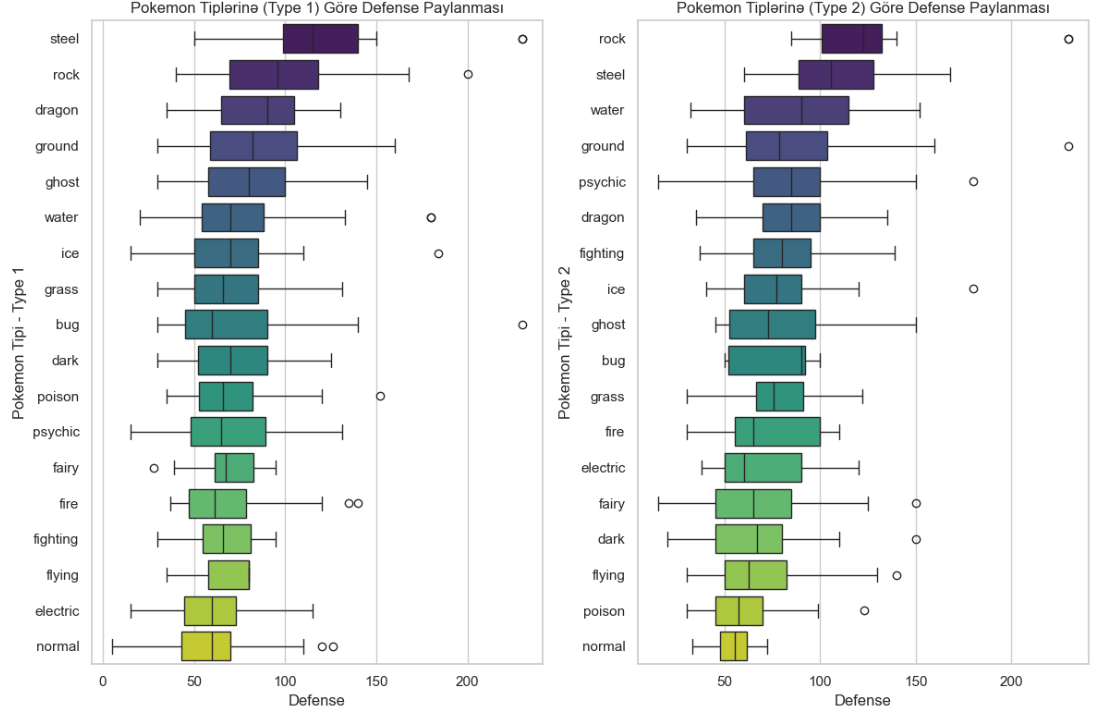 Pokemon Tiplərinə (Type 1) Görə Defense Paylanması
Pokemon Tipi - Type 1
steel
rock
dragon
ground
ghost
water
ice
grass
bug
dark
poison
psychic
fairy
fire
fighting
flying
electric
normal
0 50 100 150 200
Defense
Pokemon Tiplərinə (Type 2) Görə Defense Paylanması
Pokemon Tipi - Type 2
rock
steel
water
ground
psychic
dragon
fighting
ice
ghost
bug
grass
fire
electric
fairy
dark
flying
poison
normal
50 100 150 200
Defense